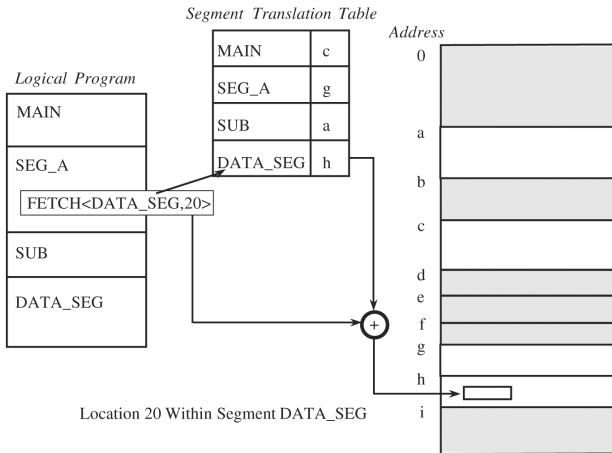 Segment Translation Table
Address
MAIN c
0
SEG_A g
Logical Program
MAIN
SUB a
a
DATA_SEG h
SEG_A
b
FETCH<DATA_SEG,20>
c
SUB
d
DATA_SEG
e
+
f
g
h
Location 20 Within Segment DATA_SEG
i